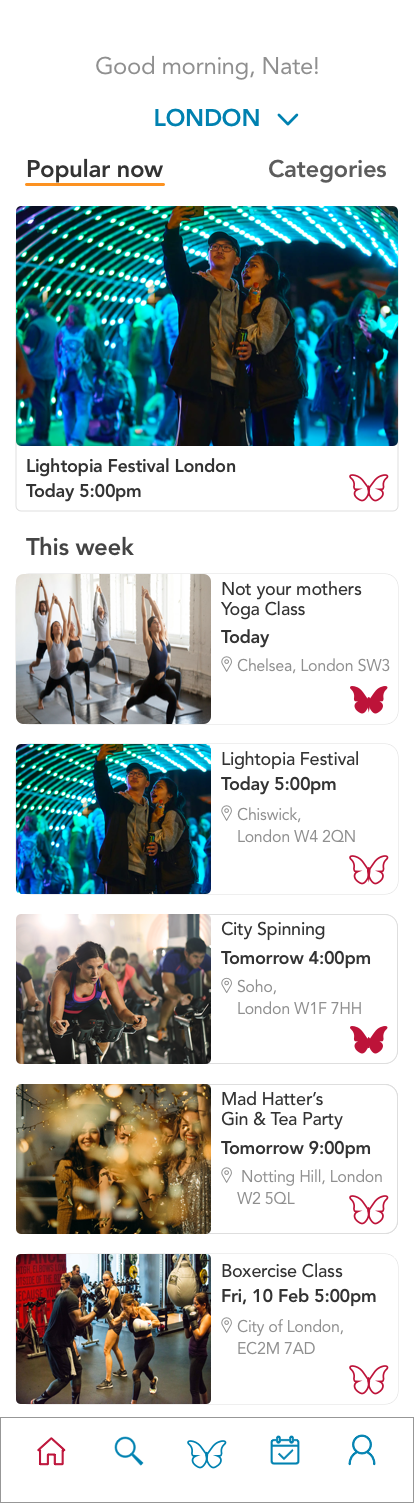 Good morning, Nate!
LONDON
Popular now
Categories
Lightopia Festival London
Today 5:00pm
This week
Not your mothers
Yoga Class
Today
Chelsea, London SW3
Lightopia Festival
Today 5:00pm
Chiswick,
London W4 2QN
City Spinning
Tomorrow 4:00pm
Soho,
London W1F 7HH
Mad Hatter’s
Gin & Tea Party
Tomorrow 9:00pm
Notting Hill, London
W2 5QL
Boxercise Class
Fri, 10 Feb 5:00pm
City of London,
EC2M 7AD